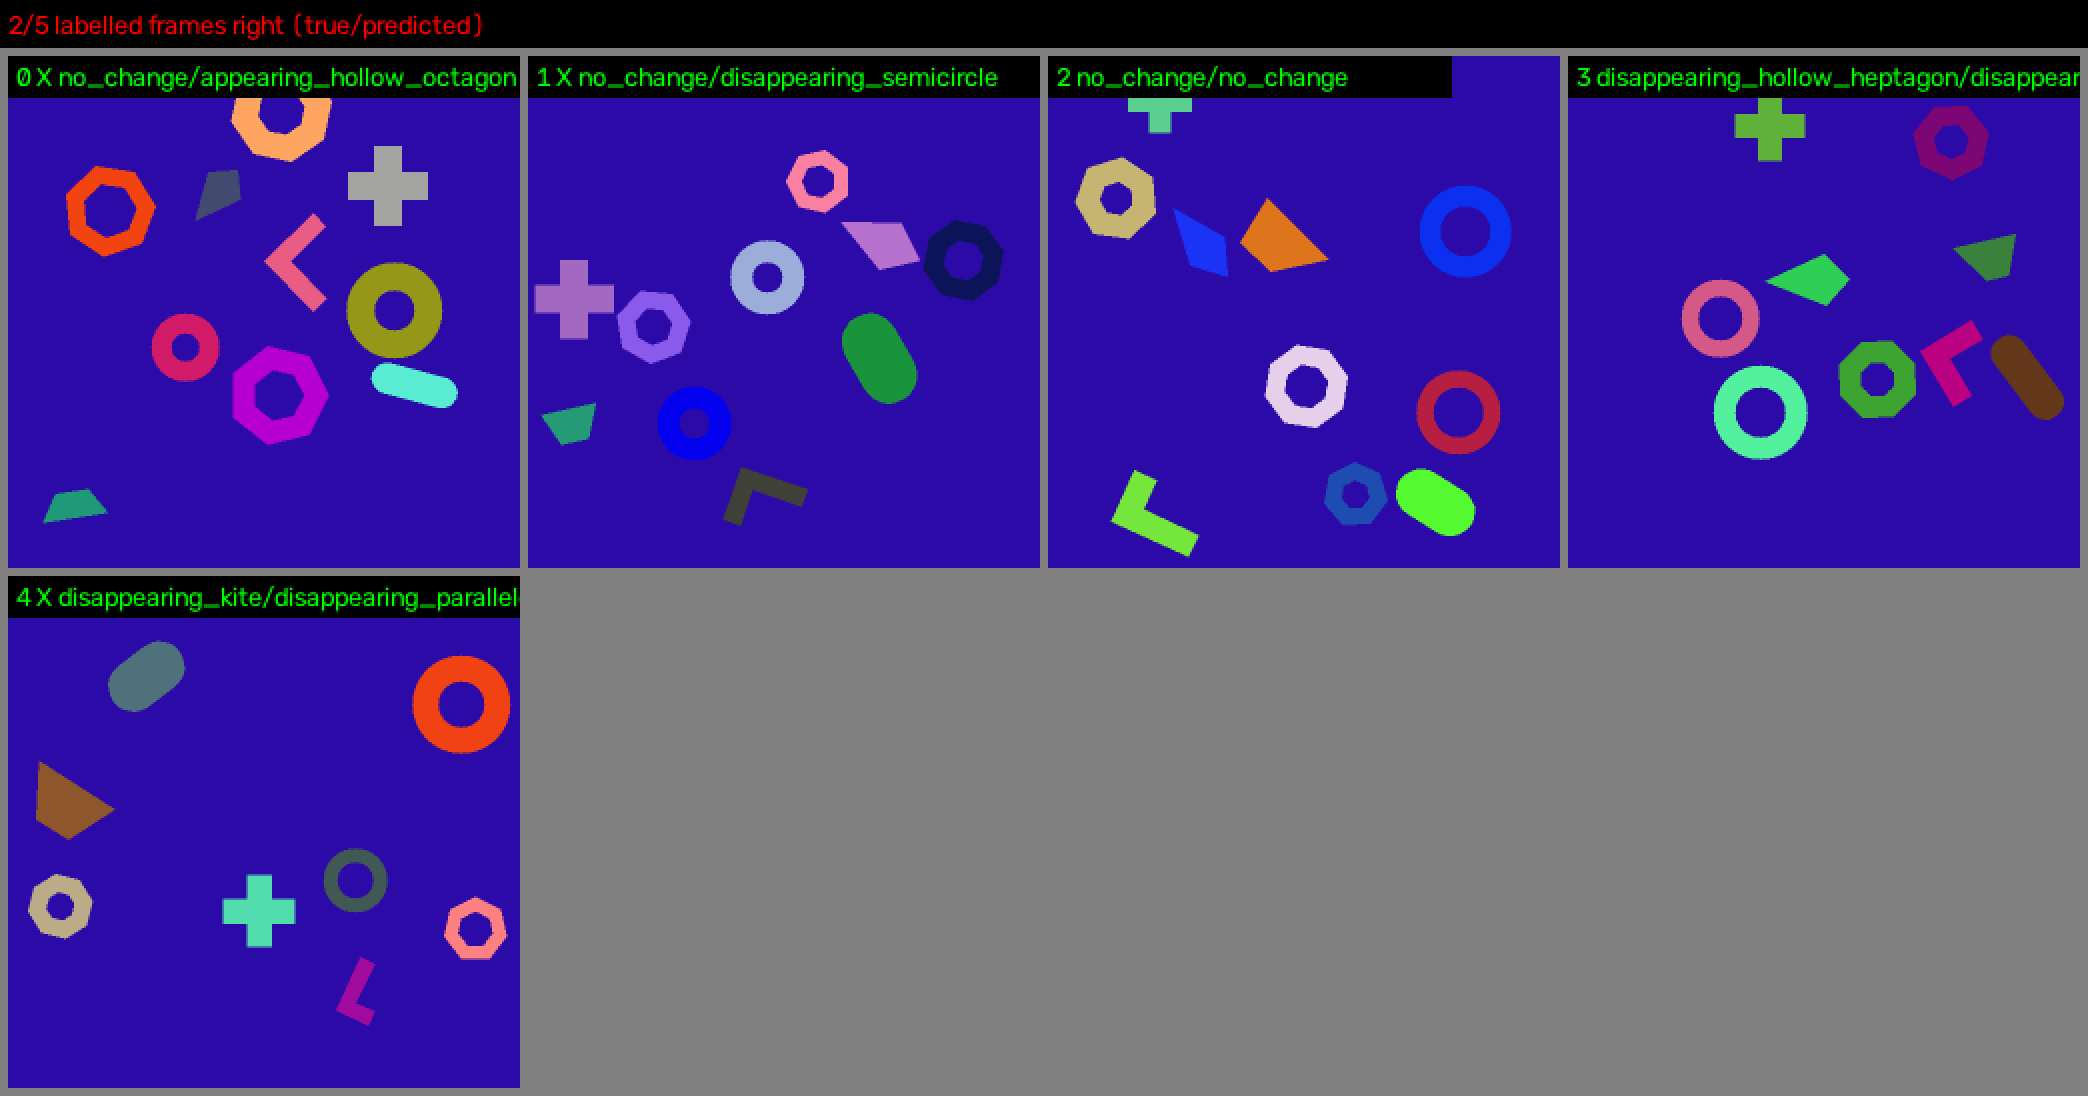 2/5 labelled frames right (true/predicted)
0 X no_change/appearing_hollow_octagon
1 X no_change/disappearing_semicircle
2 no_change/no_change
3 disappearing_hollow_heptagon/disappear
4 X disappearing_kite/disappearing_parallel